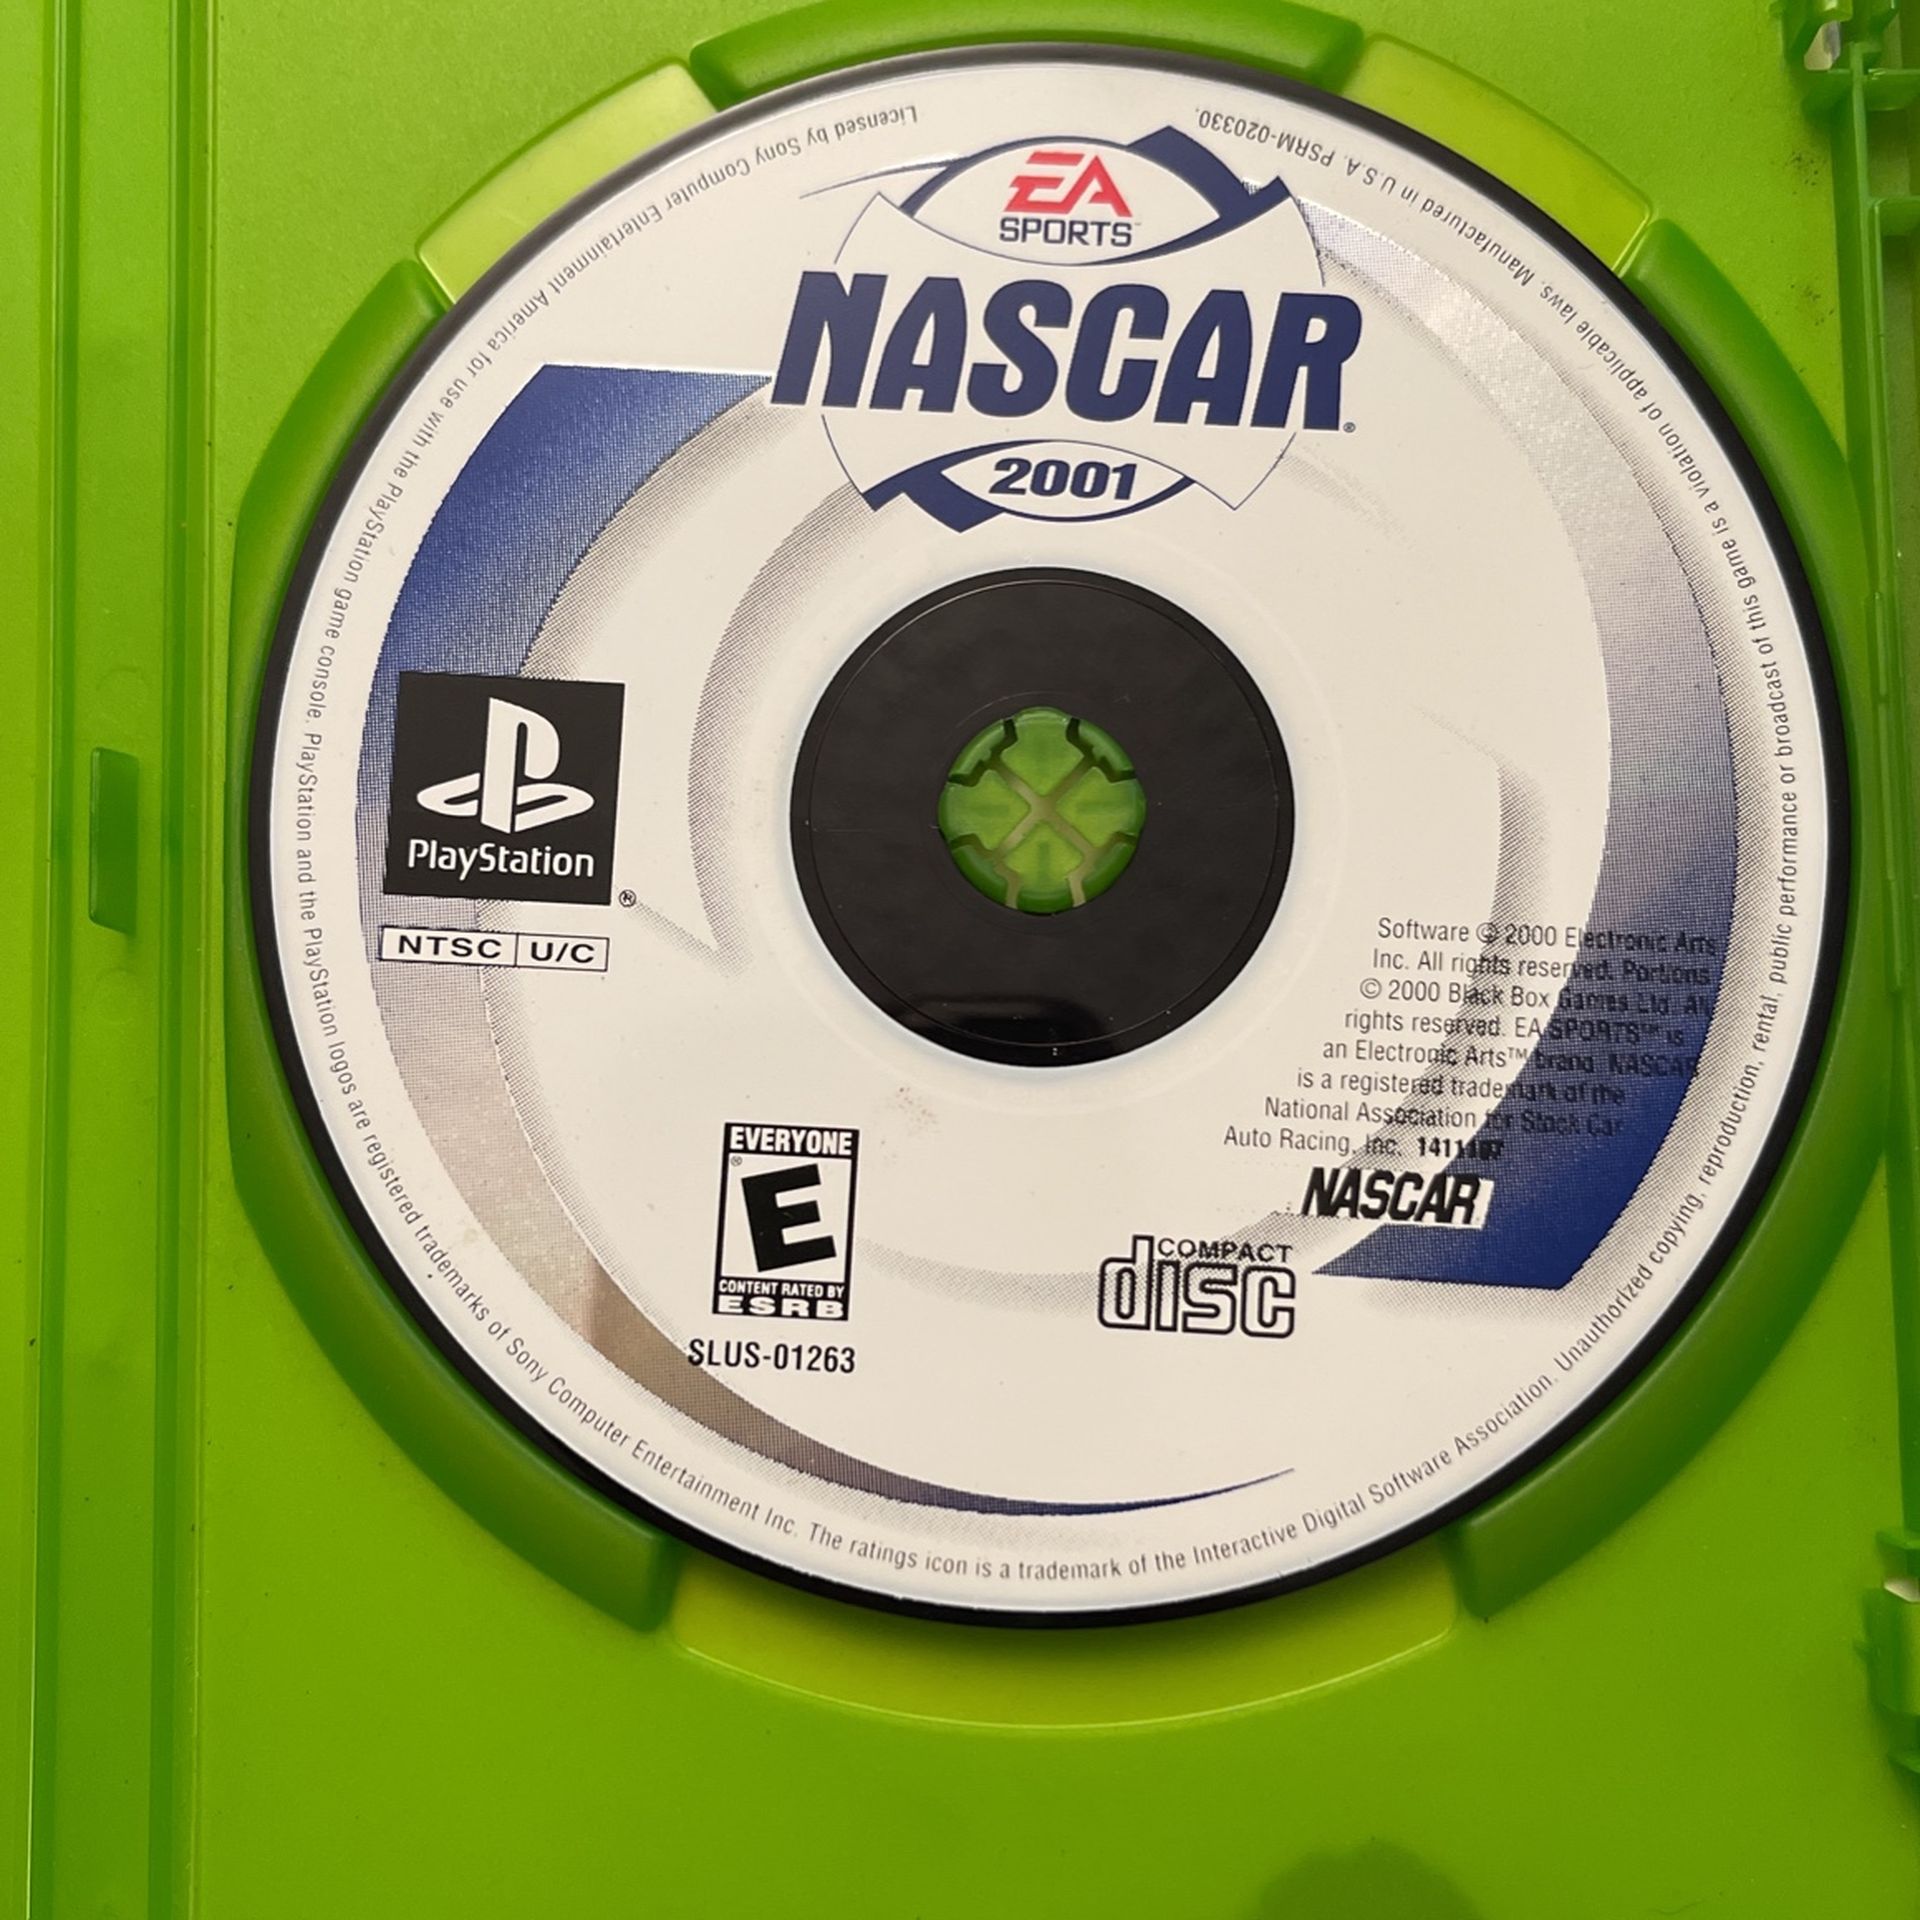 EA
SPORTS™
NASCAR®
2001
PlayStation
®
NTSC U/C
Software © 2000 Electronic Arts
Inc. All rights reserved. Portions
© 2000 Black Box Games Ltd. All
rights reserved. EA SPORTS™ is
an Electronic Arts™ brand. NASCAR
is a registered trademark of the
National Association for Stock Car
Auto Racing, Inc. 1411107
NASCAR
EVERYONE
®
E
CONTENT RATED BY
ESRB
SLUS-01263
COMPACT
disc
Licensed by Sony Computer Entertainment America for use with the PlayStation game console. PlayStation and the PlayStation logos are registered trademarks of Sony Computer Entertainment Inc. The ratings icon is a trademark of the Interactive Digital Software Association. Unauthorized copying, reproduction, rental, public performance or broadcast of this game is a violation of applicable laws. Manufactured in U.S.A. PSRM-020330.